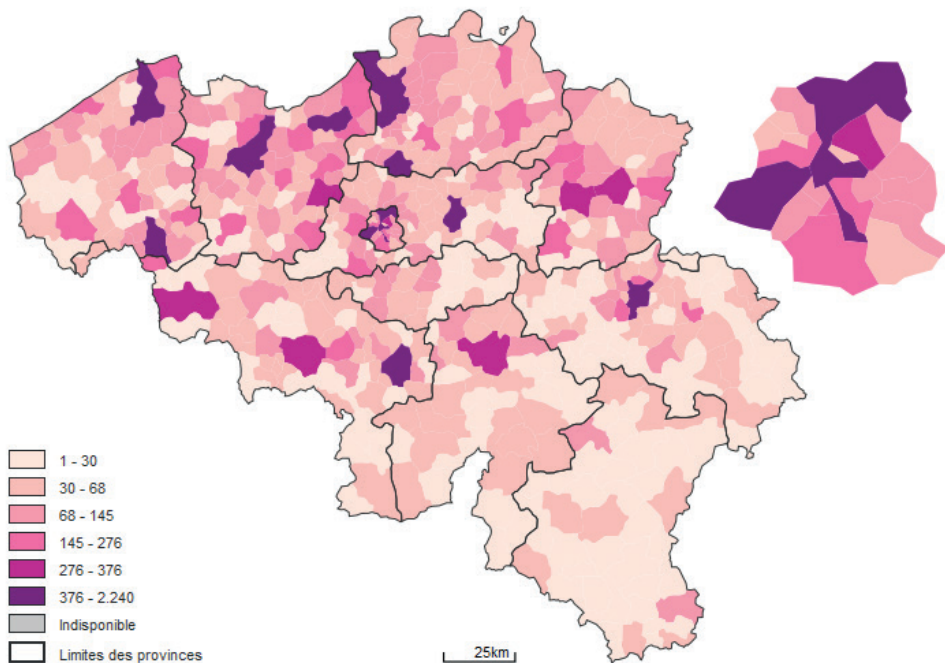 1 - 30
30 - 68
68 - 145
145 - 276
276 - 376
376 - 2.240
Indisponible
Limites des provinces
25km